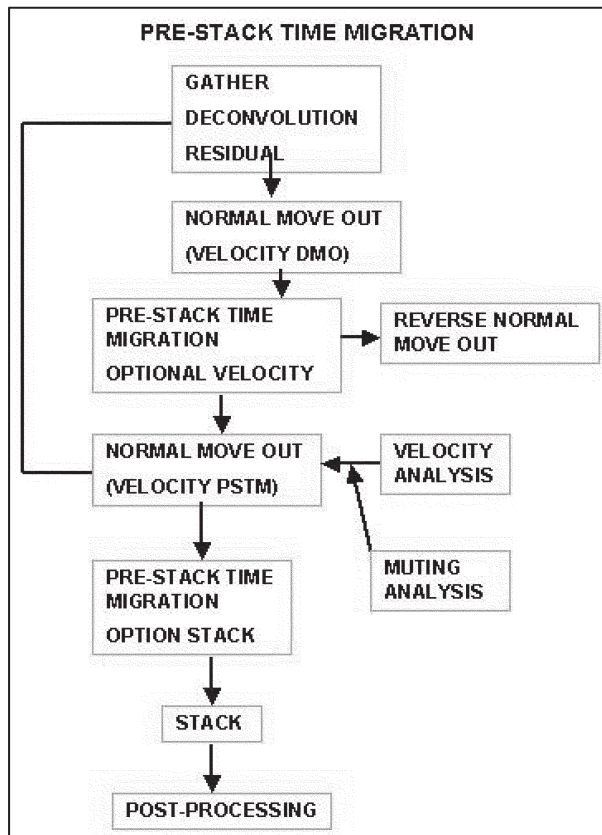 PRE-STACK TIME MIGRATION
GATHER
DECONVOLUTION
RESIDUAL
NORMAL MOVE OUT
(VELOCITY DMO)
PRE-STACK TIME
MIGRATION
OPTIONAL VELOCITY
REVERSE NORMAL
MOVE OUT
NORMAL MOVE OUT
(VELOCITY PSTM)
VELOCITY
ANALYSIS
MUTING
ANALYSIS
PRE-STACK TIME
MIGRATION
OPTION STACK
STACK
POST-PROCESSING